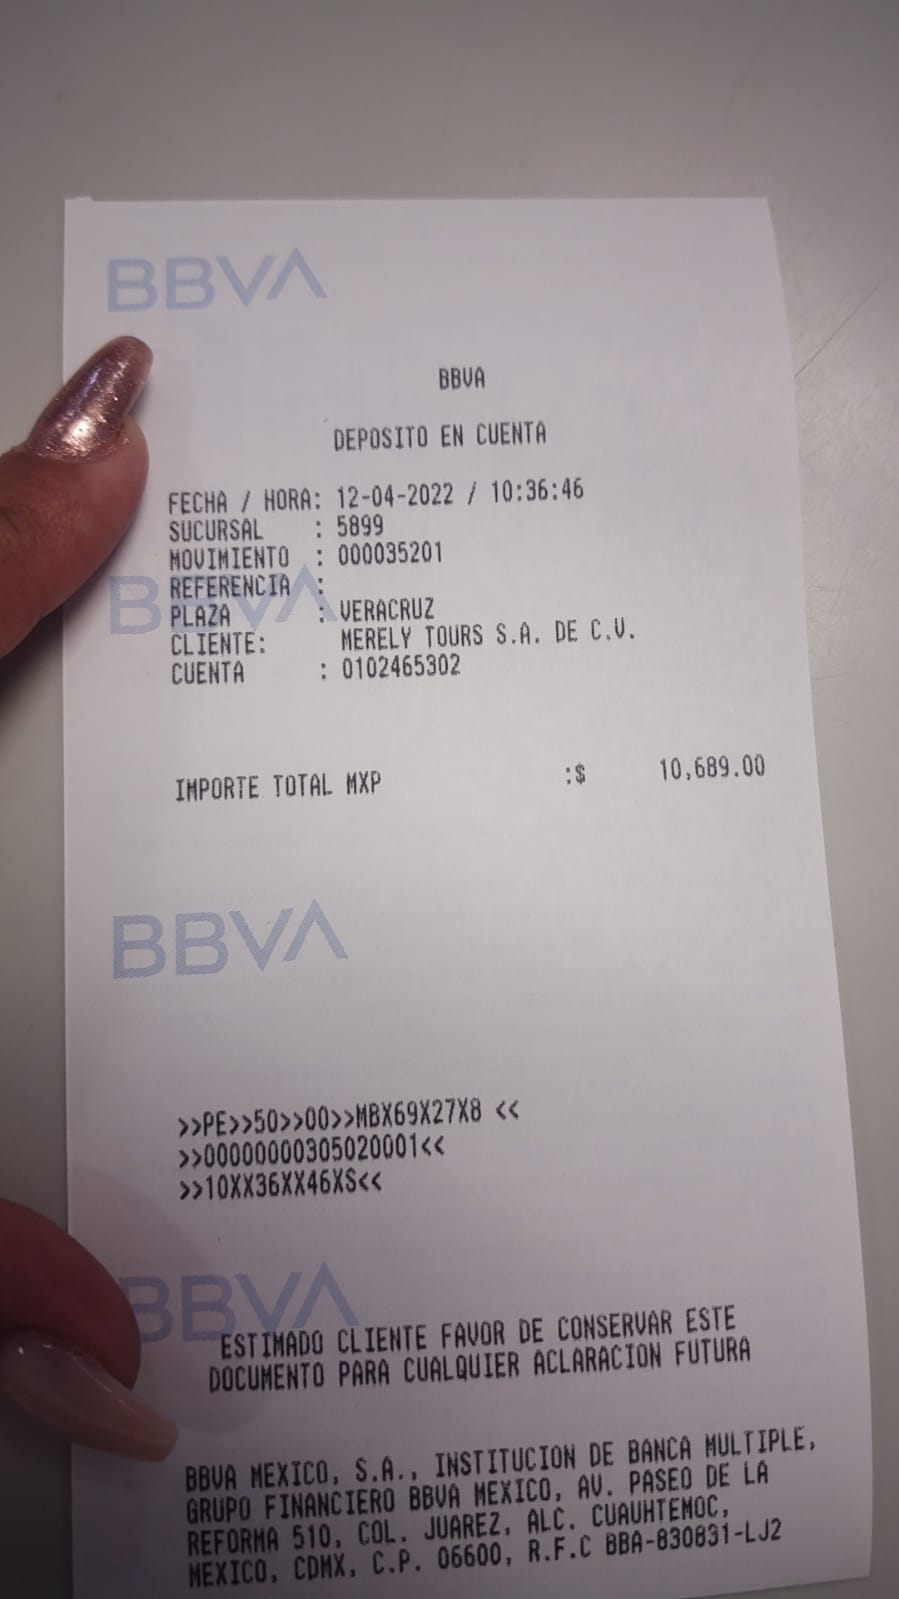 BBVA
BBVA
DEPOSITO EN CUENTA
FECHA / HORA: 12-04-2022 / 10:36:46
SUCURSAL : 5899
MOVIMIENTO : 000035201
REFERENCIA :
BBVA
PLAZA : VERACRUZ
CLIENTE: MERELY TOURS S.A. DE C.V.
CUENTA : 0102465302
IMPORTE TOTAL MXP :$ 10,689.00
BBVA
>>PE>>50>>00>>MBX69X27X8 <<
>>00000000305020001<<
>>10XX36XX46XS<<
BBVA
ESTIMADO CLIENTE FAVOR DE CONSERVAR ESTE
DOCUMENTO PARA CUALQUIER ACLARACION FUTURA
BBVA MEXICO, S.A., INSTITUCION DE BANCA MULTIPLE,
GRUPO FINANCIERO BBVA MEXICO, AV. PASEO DE LA
REFORMA 510, COL. JUAREZ, ALC. CUAUHTEMOC,
MEXICO, CDMX, C.P. 06600, R.F.C BBA-830831-LJ2